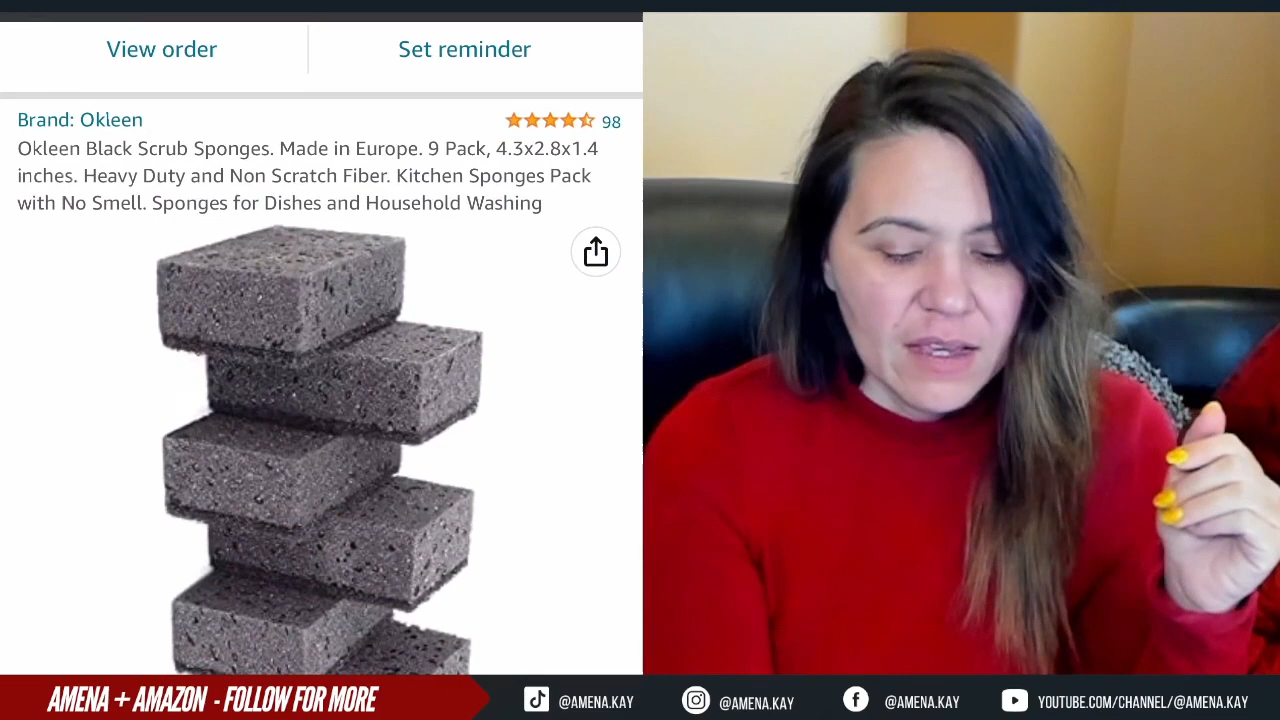 View order
Set reminder
Brand: Okleen
98
Okleen Black Scrub Sponges. Made in Europe. 9 Pack, 4.3x2.8x1.4
inches. Heavy Duty and Non Scratch Fiber. Kitchen Sponges Pack
with No Smell. Sponges for Dishes and Household Washing
AMENA + AMAZON - FOLLOW FOR MORE
@AMENA.KAY
@AMENA.KAY
@AMENA.KAY
YOUTUBE.COM/CHANNEL/@AMENA.KAY